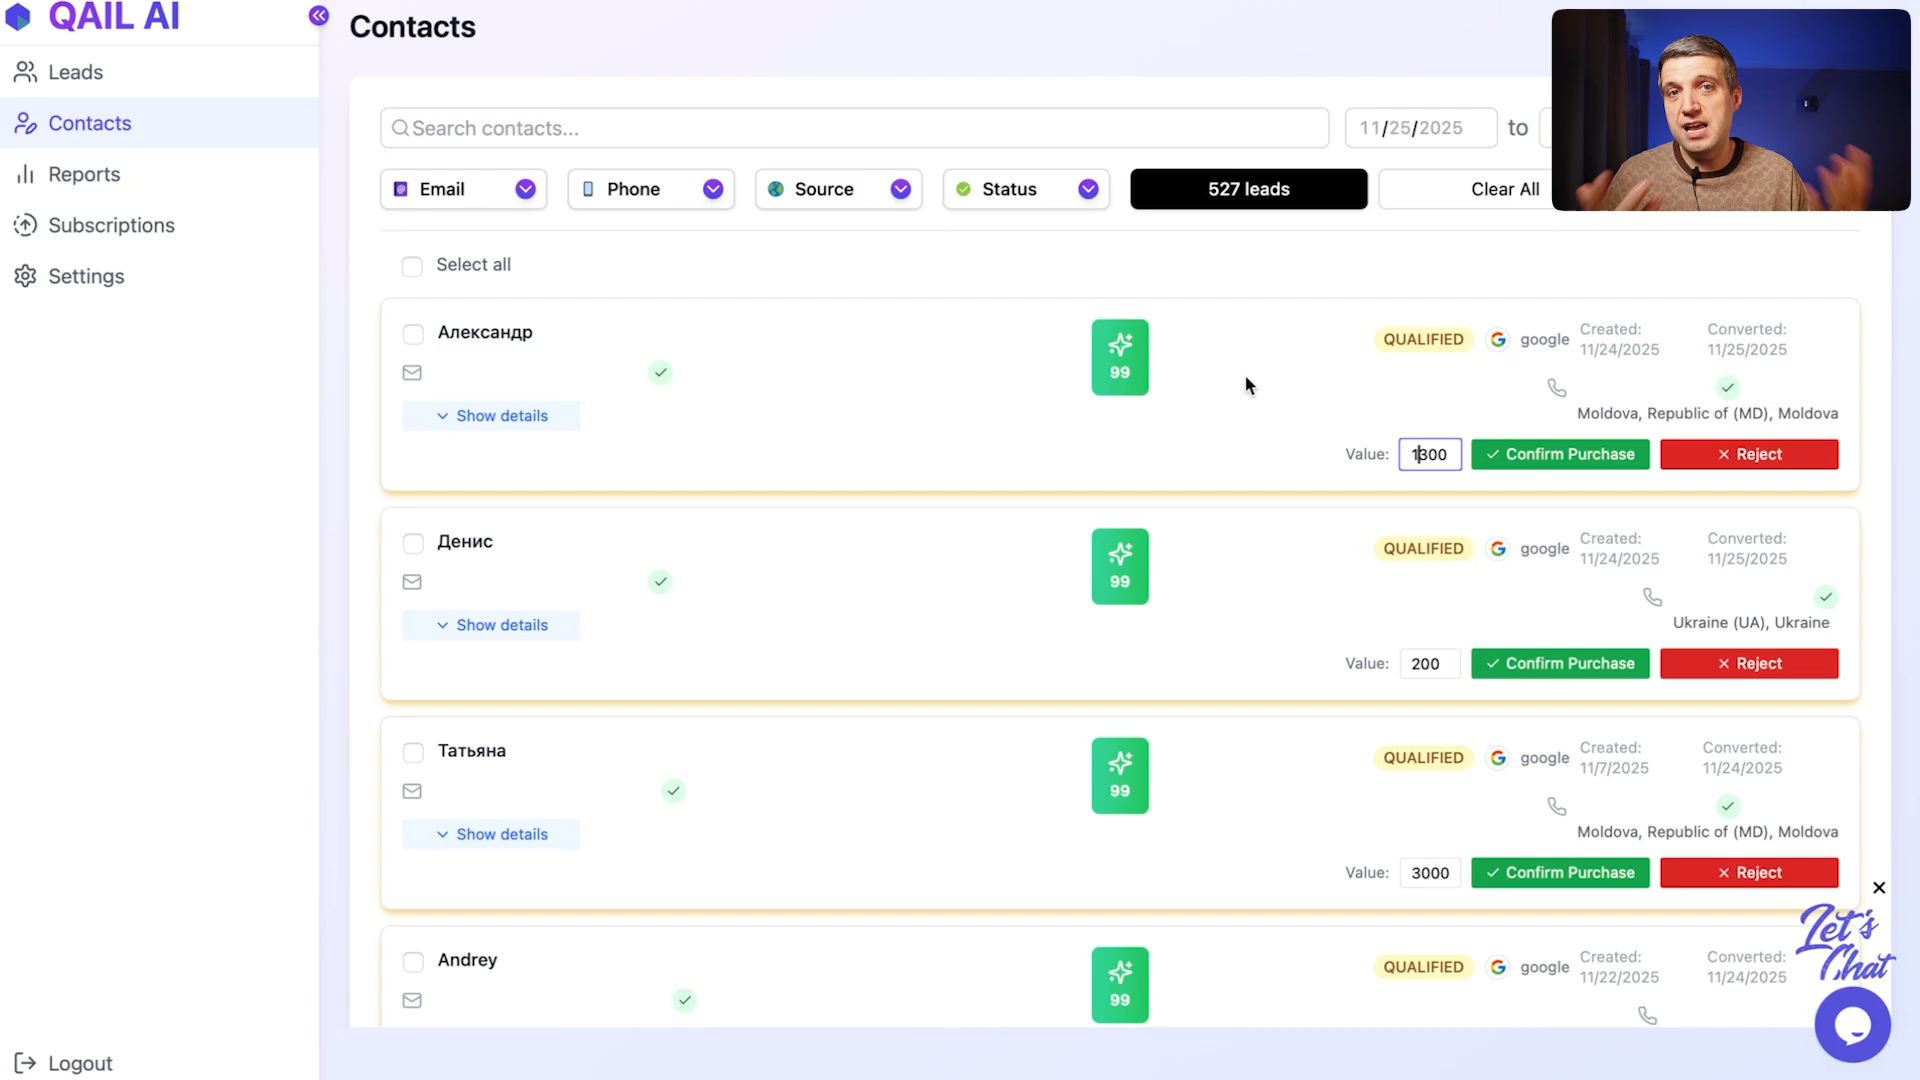 QAIL AI
Leads
Contacts
Reports
Subscriptions
Settings
Logout
Contacts
Search contacts...
11/25/2025
to
Email
Phone
Source
Status
527 leads
Clear All
Select all
Александр
99
QUALIFIED
google
Created:
11/24/2025
Converted:
11/25/2025
Show details
Moldova, Republic of (MD), Moldova
Value:
1300
Confirm Purchase
Reject
Денис
99
QUALIFIED
google
Created:
11/24/2025
Converted:
11/25/2025
Show details
Ukraine (UA), Ukraine
Value:
200
Confirm Purchase
Reject
Татьяна
99
QUALIFIED
google
Created:
11/7/2025
Converted:
11/24/2025
Show details
Moldova, Republic of (MD), Moldova
Value:
3000
Confirm Purchase
Reject
Andrey
99
QUALIFIED
google
Created:
11/22/2025
Converted:
11/24/2025
Let's
Chat